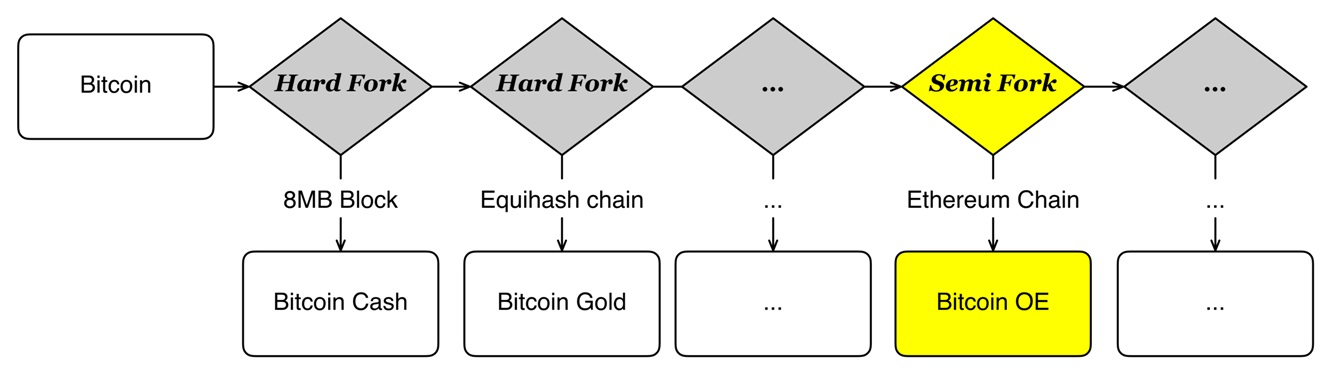 Bitcoin
Hard Fork
Hard Fork
...
Semi Fork
...
8MB Block
Equihash chain
...
Ethereum Chain
...
Bitcoin Cash
Bitcoin Gold
...
Bitcoin OE
...